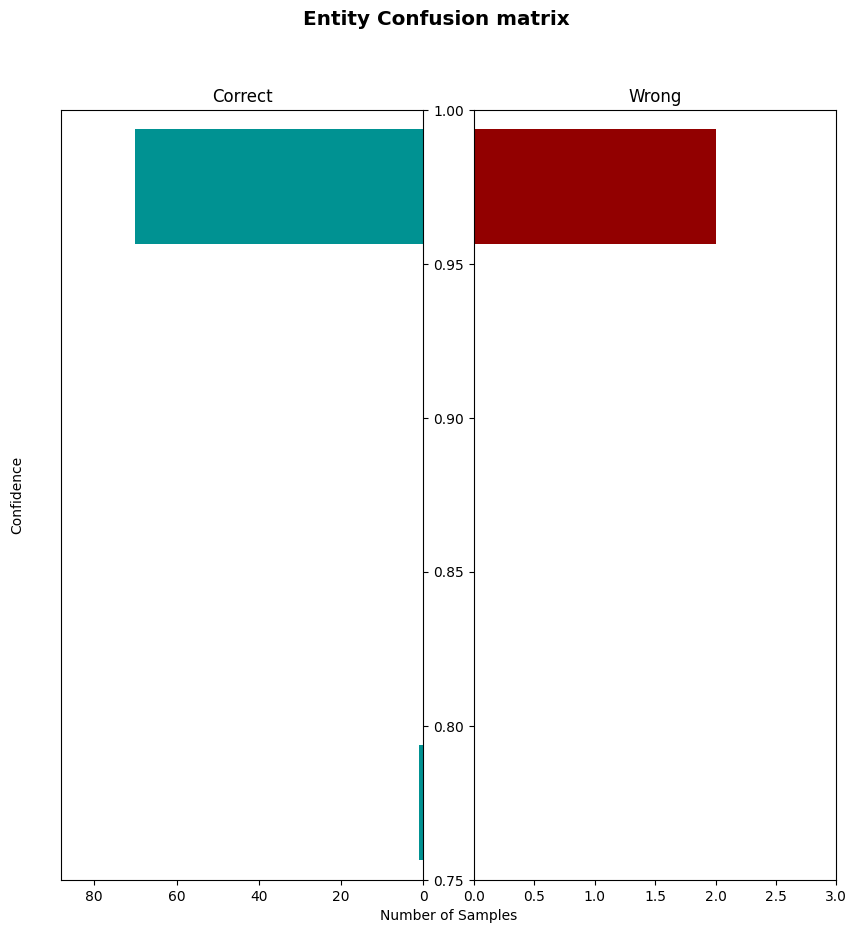 Entity Confusion matrix
Correct
Wrong
1.00
0.95
0.90
0.85
0.80
0.75
Confidence
80 60 40 20 0
0.0 0.5 1.0 1.5 2.0 2.5 3.0
Number of Samples